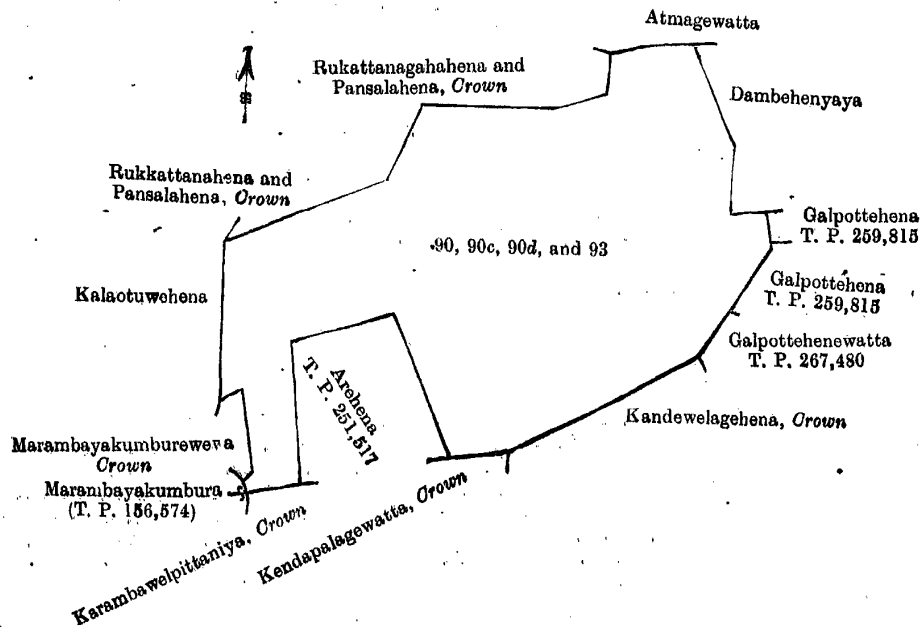 Atmagewatta
Rukattanagahahena and
Pansalahena, Crown
Dambehenyaya
Rukkattanahena and
Pansalahena, Crown
Galpottehena
T. P. 259,815
90, 90c, 90d, and 93
Kalaotuwehena
Galpottehena
T. P. 259,815
Galpottehenewatta
T. P. 267,480
Arehena
T. P. 251,517
Kandewelagehena, Crown
Marambayakumburewewa
Crown
Marambayakumbura
(T. P. 156,574)
Karambawelpittaniya, Crown
Kendapalagewatta, Crown